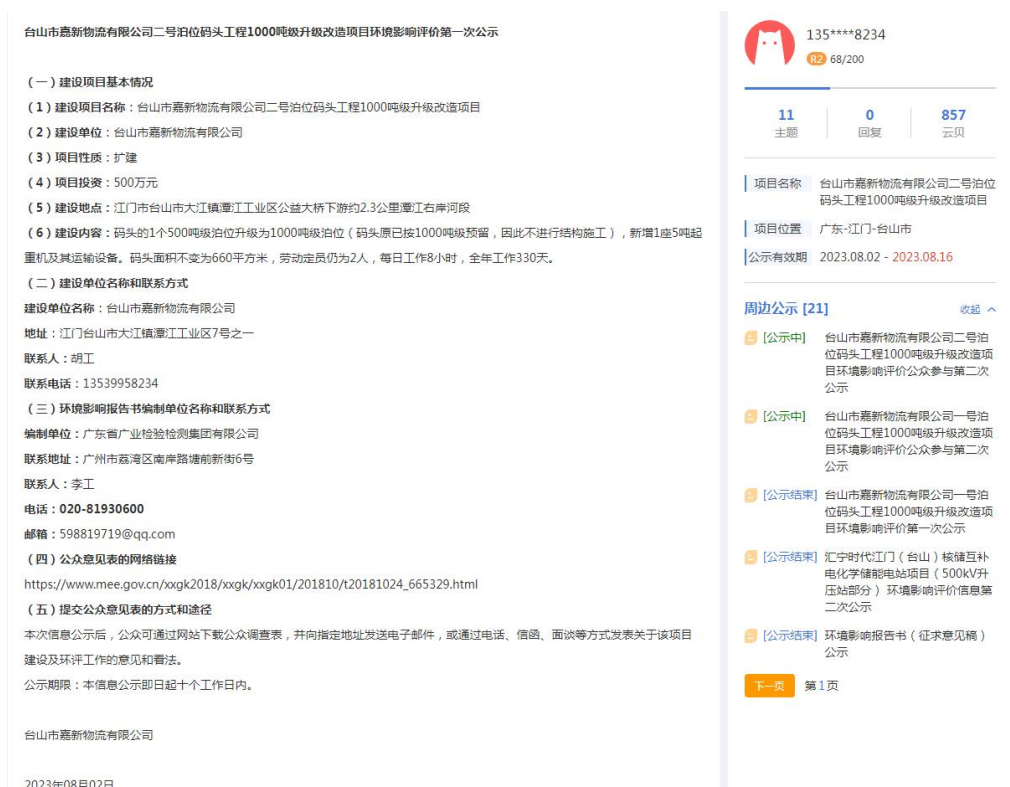 台山市嘉新物流有限公司二号泊位码头工程1000吨级升级改造项目环境影响评价第一次公示
（一）建设项目基本情况
（1）建设项目名称：台山市嘉新物流有限公司二号泊位码头工程1000吨级升级改造项目
（2）建设单位：台山市嘉新物流有限公司
（3）项目性质：扩建
（4）项目投资：500万元
（5）建设地点：江门市台山市大江镇潭江工业区公益大桥下游约2.3公里潭江右岸河段
（6）建设内容：码头的1个500吨级泊位升级为1000吨级泊位（码头原已按1000吨级预留，因此不进行结构施工），新增1座5吨起
重机及其运输设备。码头面积不变为660平方米，劳动定员仍为2人，每日工作8小时，全年工作330天。
（二）建设单位名称和联系方式
建设单位名称：台山市嘉新物流有限公司
地址：江门台山市大江镇潭江工业区7号之一
联系人：胡工
联系电话：13539958234
（三）环境影响报告书编制单位名称和联系方式
编制单位：广东省广业检验检测集团有限公司
联系地址：广州市荔湾区南岸路塘前新街6号
联系人：李工
电话：020-81930600
邮箱：598819719@qq.com
（四）公众意见表的网络链接
https://www.mee.gov.cn/xxgk2018/xxgk/xxgk01/201810/t20181024_665329.html
（五）提交公众意见表的方式和途径
本次信息公示后，公众可通过网站下载公众调查表，并向指定地址发送电子邮件，或通过电话、信函、面谈等方式发表关于该项目
建设及环评工作的意见和看法。
公示期限：本信息公示即日起十个工作日内。
台山市嘉新物流有限公司
2023年08月02日
135****8234
R2 68/200
11 0 857
主题 回复 云贝
项目名称 台山市嘉新物流有限公司二号泊位
码头工程1000吨级升级改造项目
项目位置 广东-江门-台山市
公示有效期 2023.08.02 - 2023.08.16
周边公示 [21] 收起
[公示中] 台山市嘉新物流有限公司二号泊
位码头工程1000吨级升级改造项
目环境影响评价公众参与第二次
公示
[公示中] 台山市嘉新物流有限公司一号泊
位码头工程1000吨级升级改造项
目环境影响评价公众参与第二次
公示
[公示结束] 台山市嘉新物流有限公司一号泊
位码头工程1000吨级升级改造项
目环境影响评价第一次公示
[公示结束] 汇宁时代江门（台山）核储互补
电化学储能电站项目（500kV升
压站部分） 环境影响评价信息第
二次公示
[公示结束] 环境影响报告书（征求意见稿）
公示
下一页 第1页